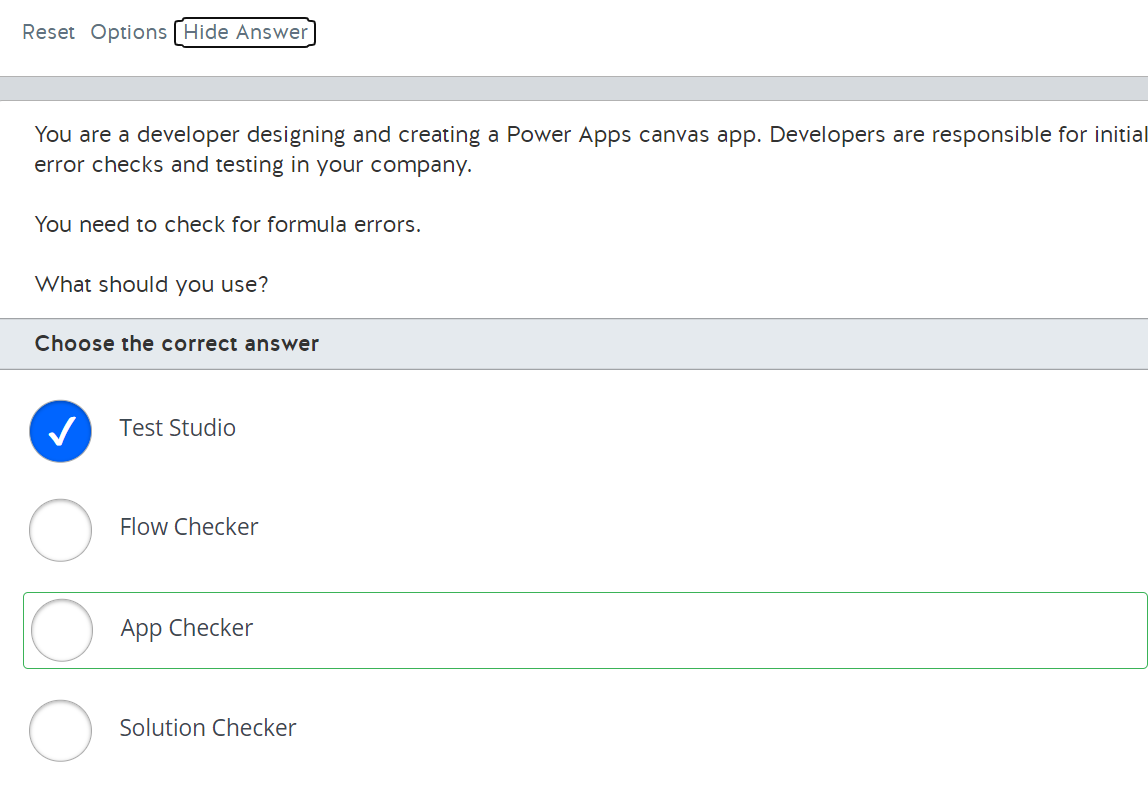 Reset Options Hide Answer
You are a developer designing and creating a Power Apps canvas app. Developers are responsible for initial
error checks and testing in your company.
You need to check for formula errors.
What should you use?
Choose the correct answer
Test Studio
Flow Checker
App Checker
Solution Checker